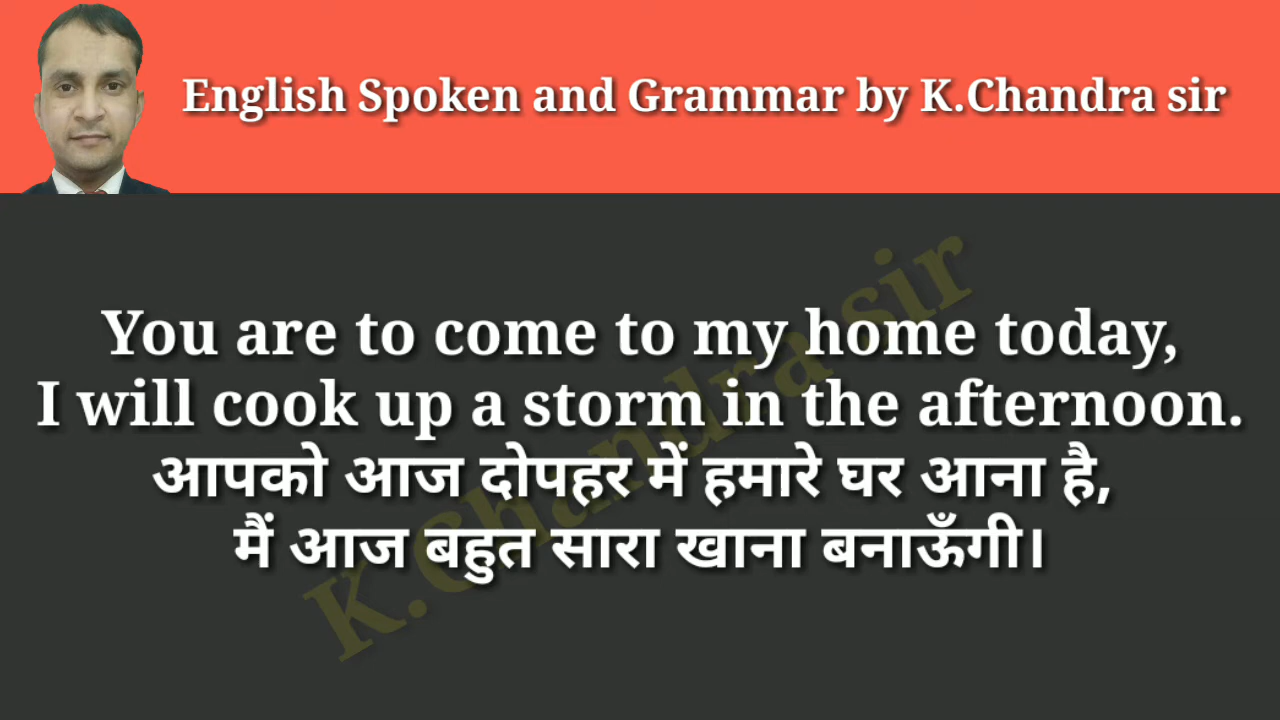 English Spoken and Grammar by K.Chandra sir
You are to come to my home today,
I will cook up a storm in the afternoon.
आपको आज दोपहर में हमारे घर आना है,
मैं आज बहुत सारा खाना बनाऊँगी।
K.Chandra sir